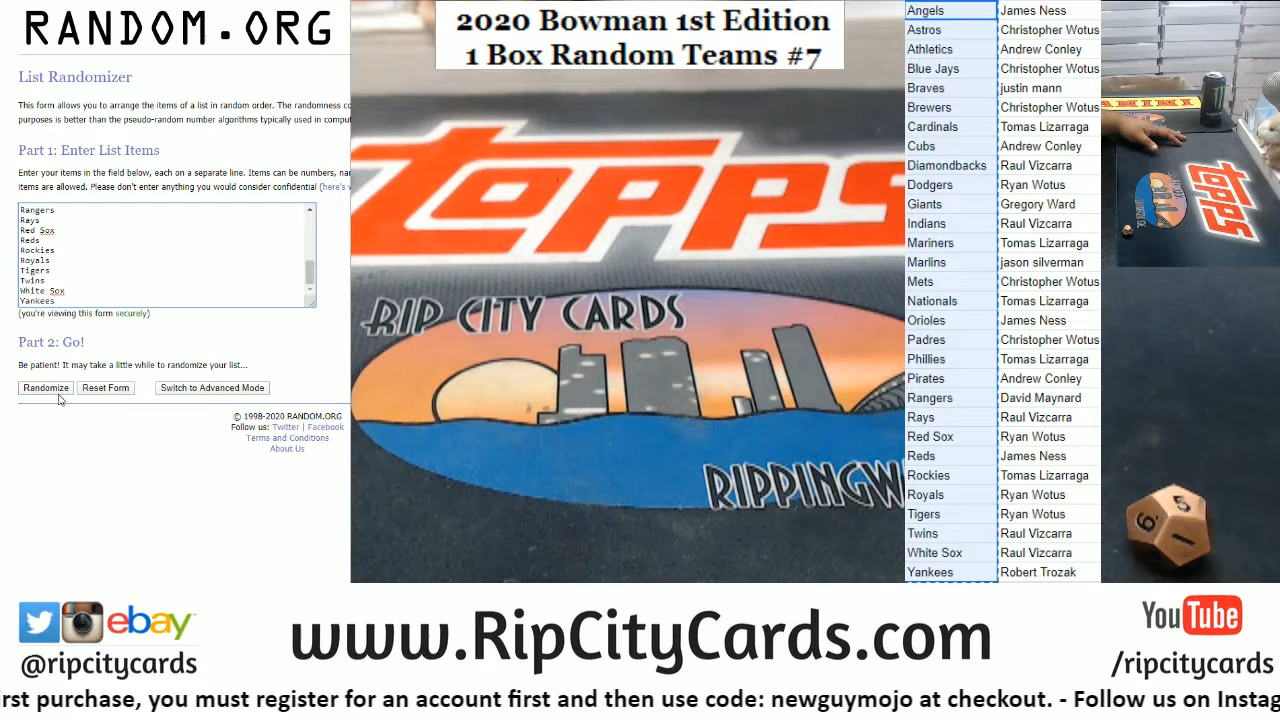 RANDOM.ORG
List Randomizer
This form allows you to arrange the items of a list in random order. The randomness
purposes is better than the pseudo-random number algorithms typically used in
Part 1: Enter List Items
Enter your items in the field below, each on a separate line. Items can be numbers,
items are allowed. Please don't enter anything you would consider confidential (here's
Rangers
Rays
Red Sox
Reds
Rockies
Royals
Tigers
Twins
White Sox
Yankees
(you're viewing this form securely)
Part 2: Go!
Be patient! It may take a little while to randomize your list...
Randomize Reset Form Switch to Advanced Mode
© 1998-2020 RANDOM.ORG
Follow us: Twitter | Facebook
Terms and Conditions
About Us
2020 Bowman 1st Edition
1 Box Random Teams #7
topps
RIP CITY CARDS
RIPPINGW
Angels James Ness
Astros Christopher Wotus
Athletics Andrew Conley
Blue Jays Christopher Wotus
Braves justin mann
Brewers Christopher Wotus
Cardinals Tomas Lizarraga
Cubs Andrew Conley
Diamondbacks Raul Vizcarra
Dodgers Ryan Wotus
Giants Gregory Ward
Indians Raul Vizcarra
Mariners Tomas Lizarraga
Marlins jason silverman
Mets Christopher Wotus
Nationals Tomas Lizarraga
Orioles James Ness
Padres Christopher Wotus
Phillies Tomas Lizarraga
Pirates Andrew Conley
Rangers David Maynard
Rays Raul Vizcarra
Red Sox Ryan Wotus
Reds James Ness
Rockies Tomas Lizarraga
Royals Ryan Wotus
Tigers Ryan Wotus
Twins Raul Vizcarra
White Sox Raul Vizcarra
Yankees Robert Trozak
topps
6. 5 1
ebay
@ripcitycards
www.RipCityCards.com
YouTube
/ripcitycards
irst purchase, you must register for an account first and then use code: newguymojo at checkout. - Follow us on Instag